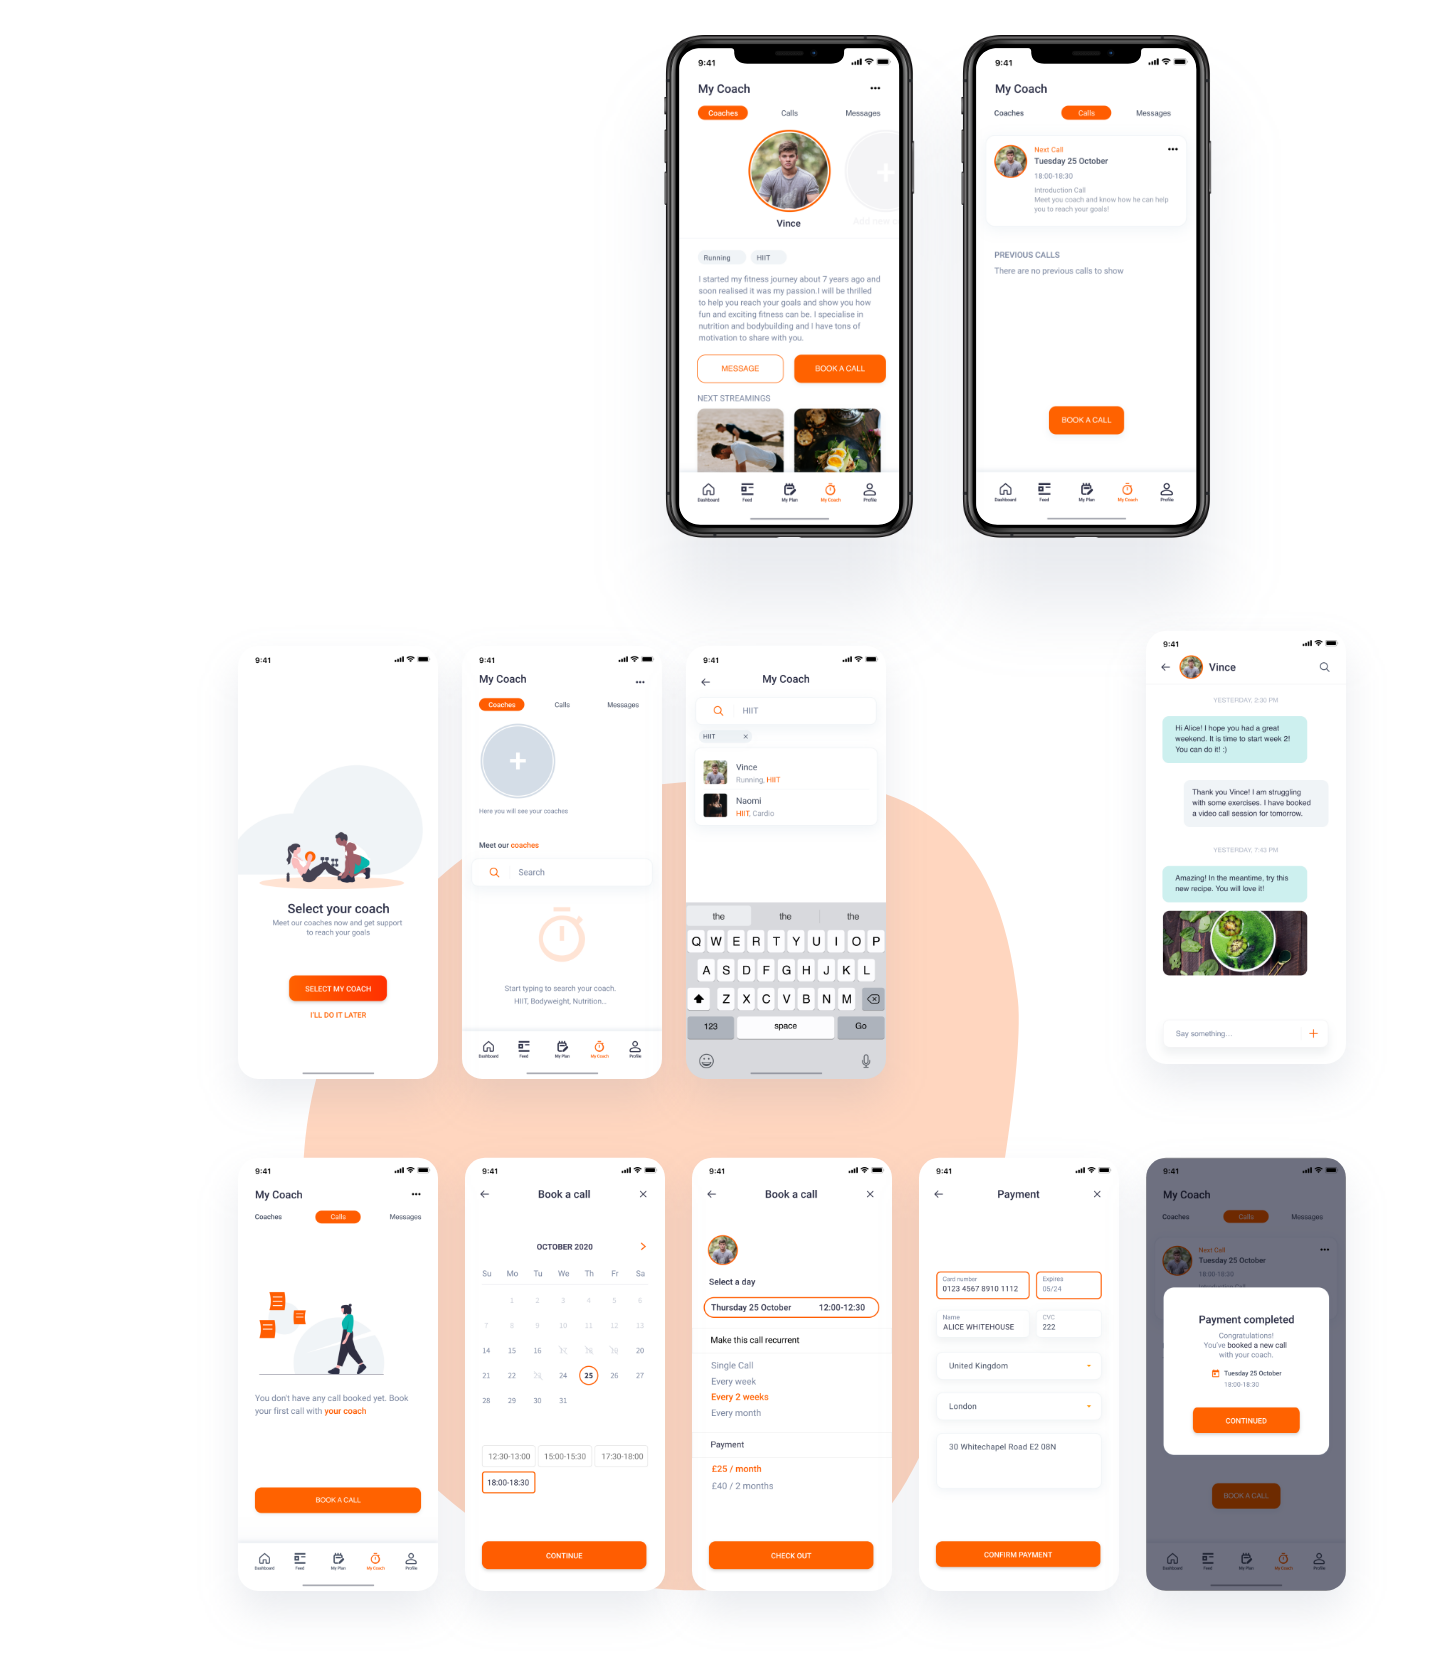 9:41
My Coach
Coaches
Calls
Messages
Add new c
Vince
Running
HIIT
I started my fitness journey about 7 years ago and
soon realised it was my passion.I will be thrilled
to help you reach your goals and show you how
fun and exciting fitness can be. I specialise in
nutrition and bodybuilding and I have tons of
motivation to share with you.
MESSAGE
BOOK A CALL
NEXT STREAMINGS
Dashboard
Feed
My Plan
My Coach
Profile
9:41
My Coach
Coaches
Calls
Messages
Next Call
Tuesday 25 October
18:00-18:30
Introduction Call
Meet you coach and know how he can help
you to reach your goals!
PREVIOUS CALLS
There are no previous calls to show
BOOK A CALL
Dashboard
Feed
My Plan
My Coach
Profile
9:41
Select your coach
Meet our coaches now and get support
to reach your goals
SELECT MY COACH
I'LL DO IT LATER
9:41
My Coach
Coaches
Calls
Messages
Here you will see your coaches
Meet our coaches
Search
Start typing to search your coach.
HIIT, Bodyweight, Nutrition...
Dashboard
Feed
My Plan
My Coach
Profile
9:41
My Coach
HIIT
HIIT
Vince
Running, HIIT
Naomi
HIIT, Cardio
the
the
the
Q W E R T Y U I O P
A S D F G H J K L
Z X C V B N M
123
space
Go
9:41
Vince
YESTERDAY, 2:30 PM
Hi Alice! I hope you had a great
weekend. It is time to start week 2!
You can do it! :)
Thank you Vince! I am struggling
with some exercises. I have booked
a video call session for tomorrow.
YESTERDAY, 7:43 PM
Amazing! In the meantime, try this
new recipe. You will love it!
Say something...
9:41
My Coach
Coaches
Calls
Messages
You don't have any call booked yet. Book
your first call with your coach
BOOK A CALL
Dashboard
Feed
My Plan
My Coach
Profile
9:41
Book a call
OCTOBER 2020
Su Mo Tu We Th Fr Sa
1 2 3 4 5 6
7 8 9 10 11 12 13
14 15 16 17 18 19 20
21 22 23 24 25 26 27
28 29 30 31
12:30-13:00
15:00-15:30
17:30-18:00
18:00-18:30
CONTINUE
9:41
Book a call
Select a day
Thursday 25 October
12:00-12:30
Make this call recurrent
Single Call
Every week
Every 2 weeks
Every month
Payment
£25 / month
£40 / 2 months
CHECK OUT
9:41
Payment
Card number
0123 4567 8910 1112
Expires
05/24
Name
ALICE WHITEHOUSE
CVC
222
United Kingdom
London
30 Whitechapel Road E2 08N
CONFIRM PAYMENT
9:41
My Coach
Coaches
Calls
Messages
Next Call
Tuesday 25 October
18:00-18:30
Introduction Call
Payment completed
Congratulations!
You've booked a new call
with your coach.
Tuesday 25 October
18:00-18:30
CONTINUED
BOOK A CALL
Dashboard
Feed
My Plan
My Coach
Profile